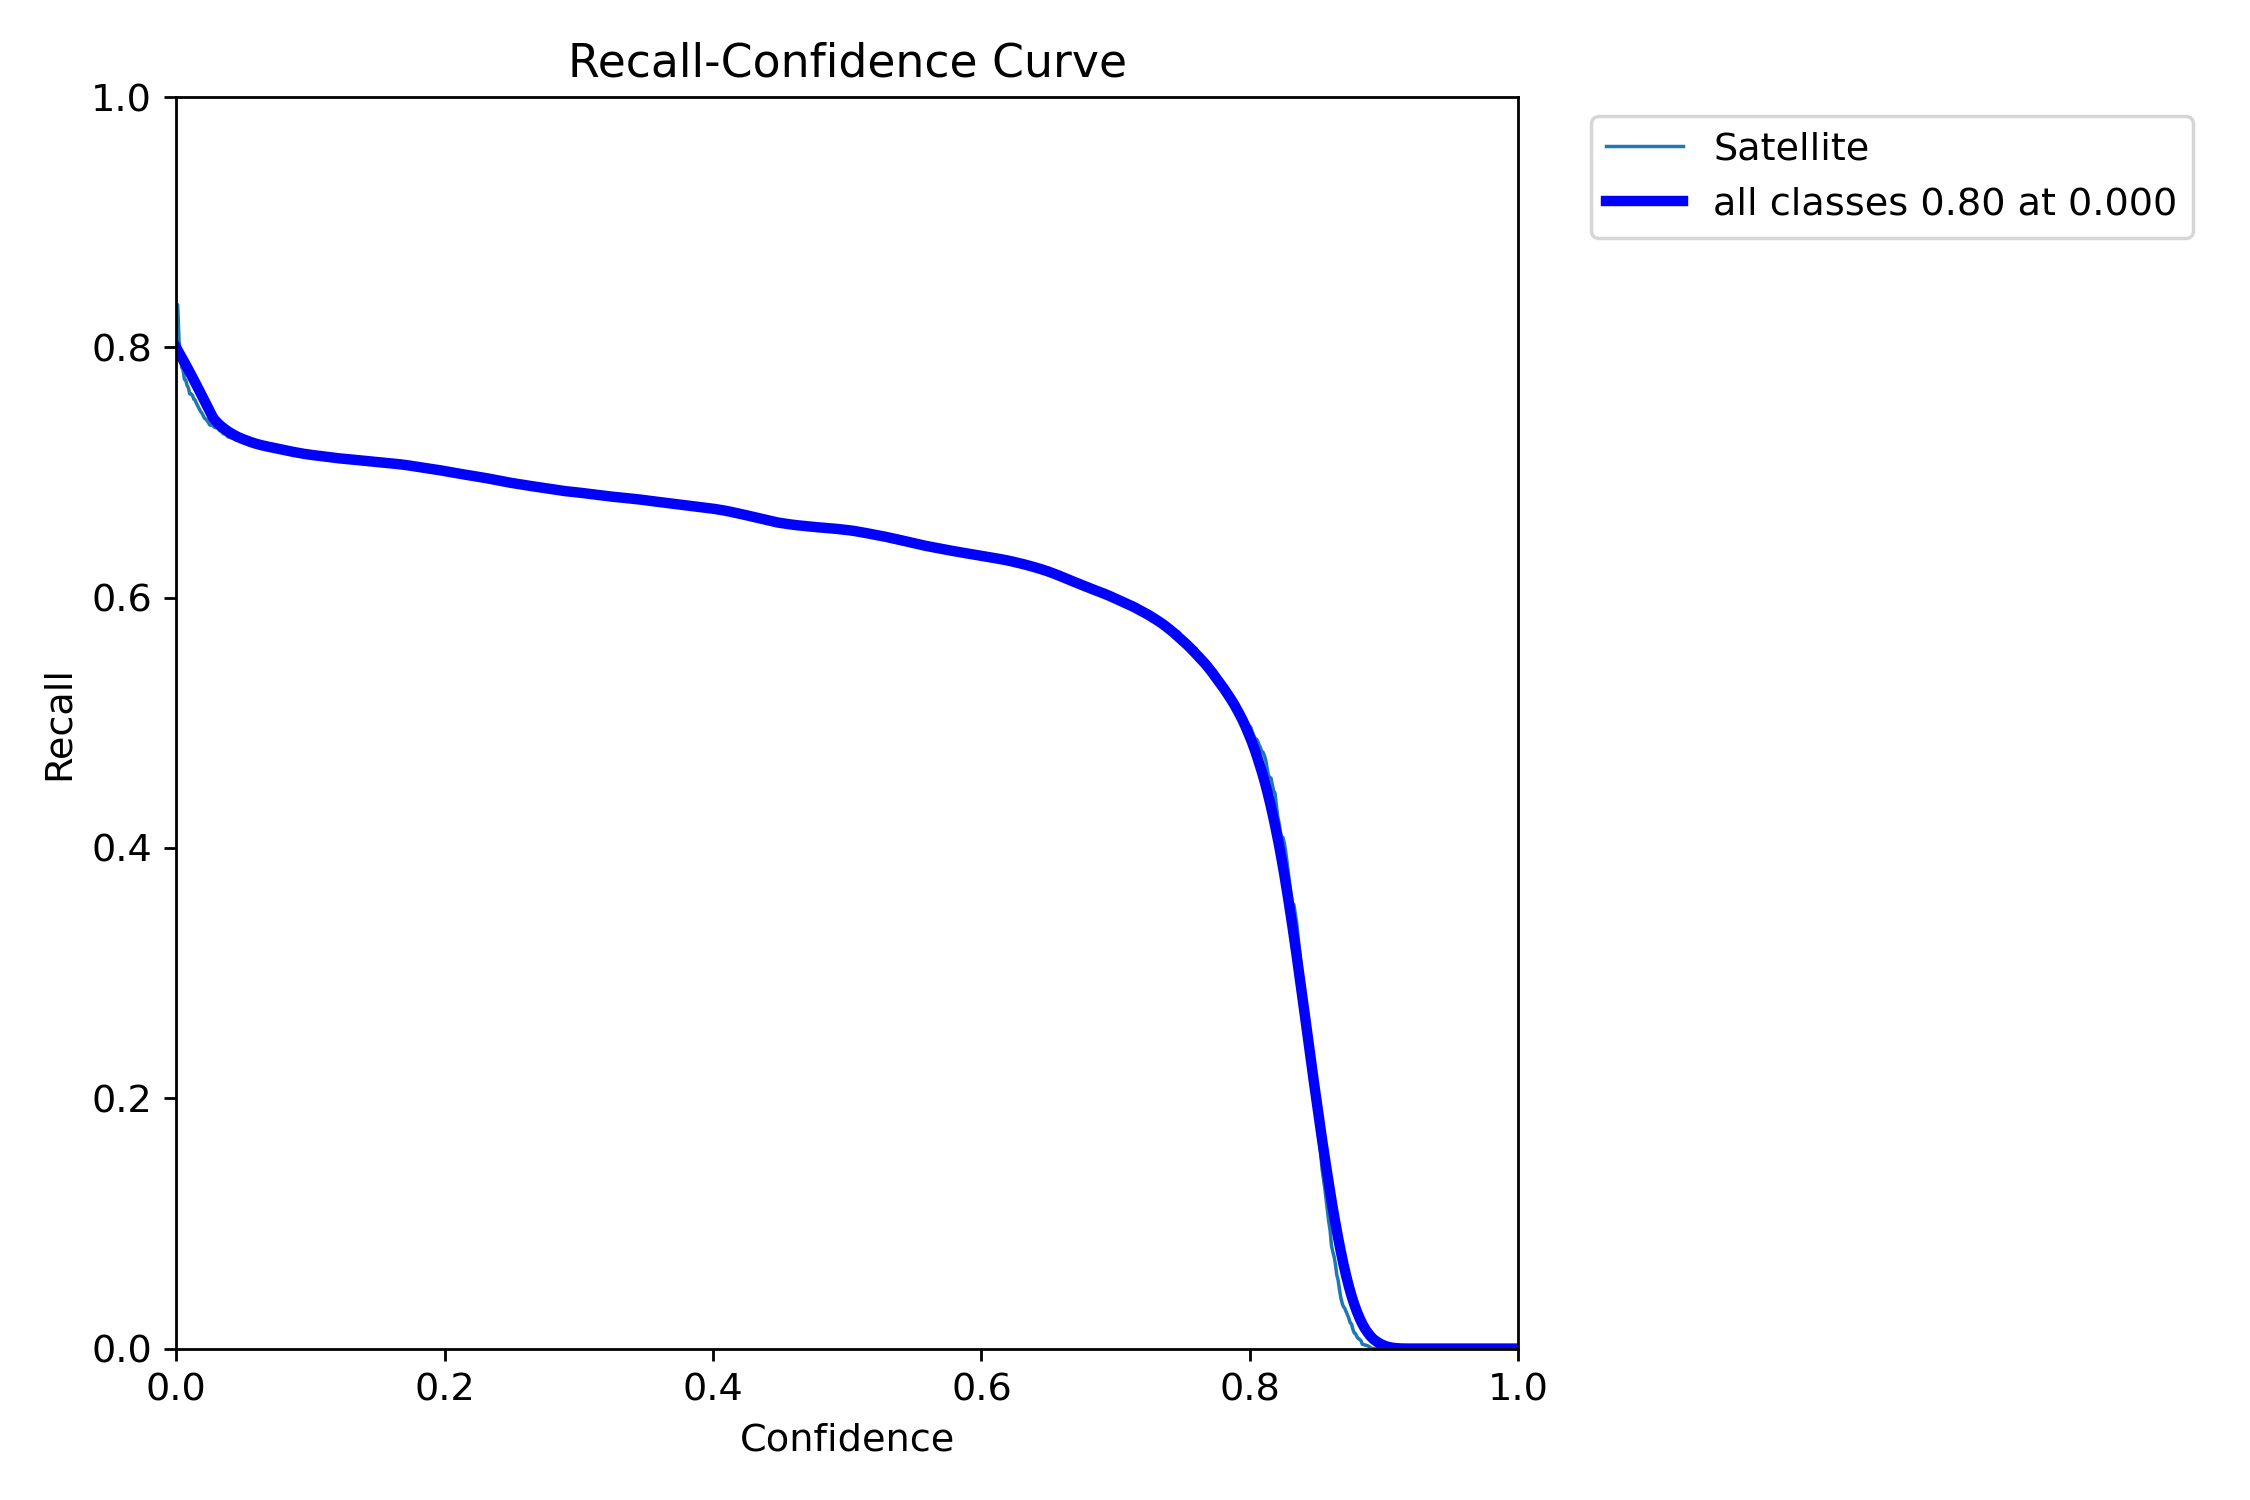 Recall-Confidence Curve
1.0
0.8
0.6
0.4
0.2
0.0
Recall
0.0 0.2 0.4 0.6 0.8 1.0
Confidence
Satellite
all classes 0.80 at 0.000